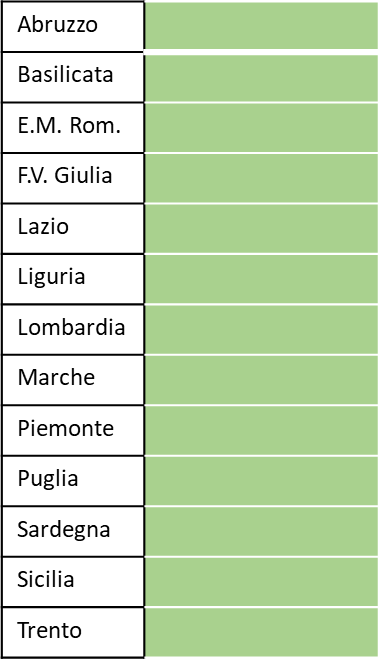 Abruzzo
Basilicata
E.M. Rom.
F.V. Giulia
Lazio
Liguria
Lombardia
Marche
Piemonte
Puglia
Sardegna
Sicilia
Trento